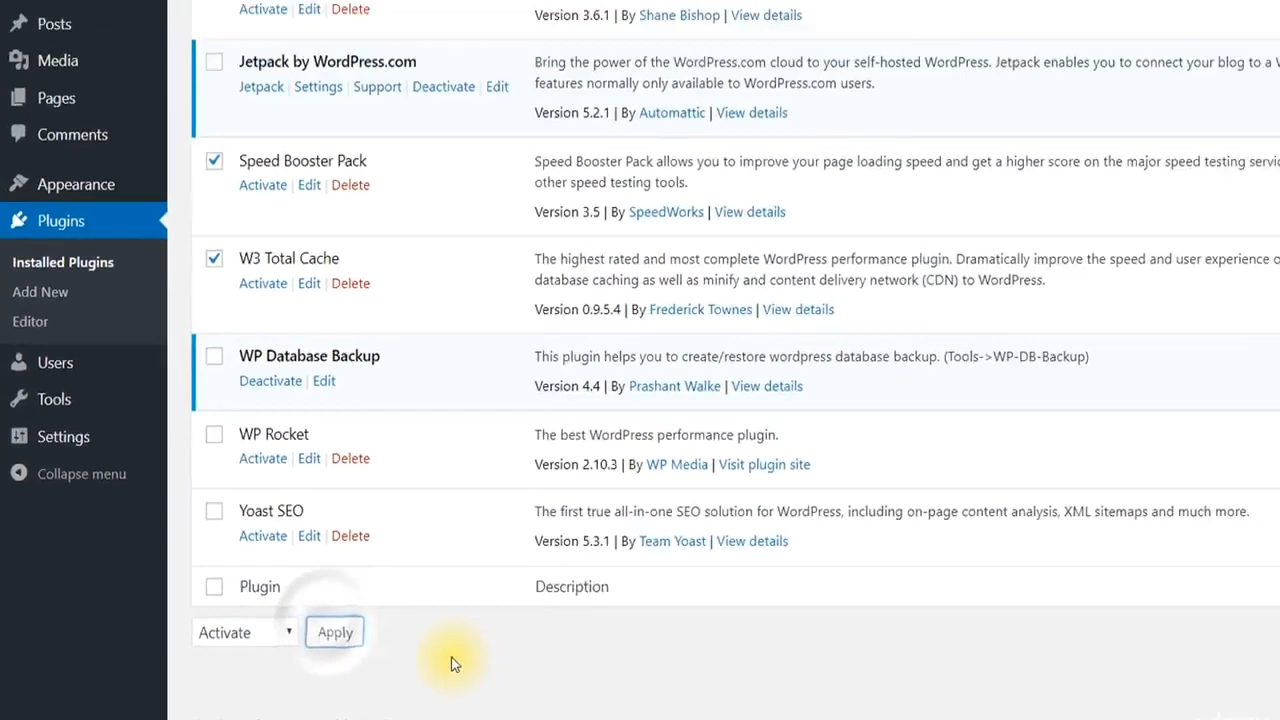 Posts
Media
Pages
Comments
Appearance
Plugins
Installed Plugins
Add New
Editor
Users
Tools
Settings
Collapse menu
Activate | Edit | Delete
Version 3.6.1 | By Shane Bishop | View details
Jetpack by WordPress.com
Jetpack | Settings | Support | Deactivate | Edit
Bring the power of the WordPress.com cloud to your self-hosted WordPress. Jetpack enables you to connect your blog to a W
features normally only available to WordPress.com users.
Version 5.2.1 | By Automattic | View details
Speed Booster Pack
Activate | Edit | Delete
Speed Booster Pack allows you to improve your page loading speed and get a higher score on the major speed testing servic
other speed testing tools.
Version 3.5 | By SpeedWorks | View details
W3 Total Cache
Activate | Edit | Delete
The highest rated and most complete WordPress performance plugin. Dramatically improve the speed and user experience o
database caching as well as minify and content delivery network (CDN) to WordPress.
Version 0.9.5.4 | By Frederick Townes | View details
WP Database Backup
Deactivate | Edit
This plugin helps you to create/restore wordpress database backup. (Tools->WP-DB-Backup)
Version 4.4 | By Prashant Walke | View details
WP Rocket
Activate | Edit | Delete
The best WordPress performance plugin.
Version 2.10.3 | By WP Media | Visit plugin site
Yoast SEO
Activate | Edit | Delete
The first true all-in-one SEO solution for WordPress, including on-page content analysis, XML sitemaps and much more.
Version 5.3.1 | By Team Yoast | View details
Plugin
Description
Activate
Apply